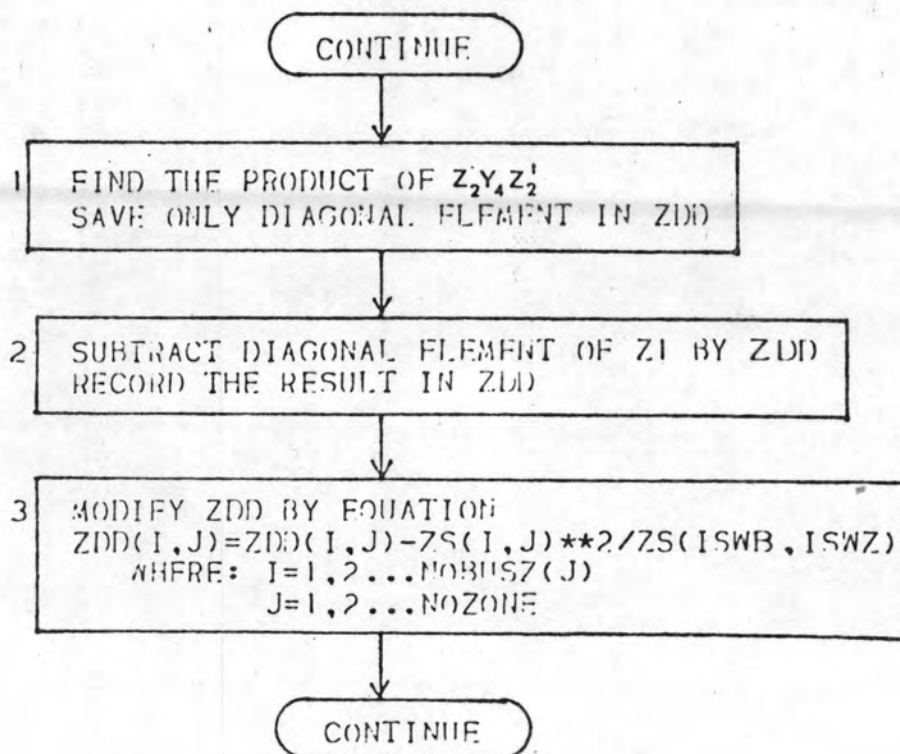 CONTINUE
1
FIND THE PRODUCT OF Z₂Y₄Z₂'
SAVE ONLY DIAGONAL ELEMENT IN ZDD
2
SUBTRACT DIAGONAL ELEMENT OF Z1 BY ZDD
RECORD THE RESULT IN ZDD
3
MODIFY ZDD BY EQUATION
ZDD(I,J)=ZDD(I,J)-ZS(I,J)**2/ZS(ISWB,ISWZ)
WHERE: I=1,2...NOBUSZ(J)
J=1,2...NOZONE
CONTINUE